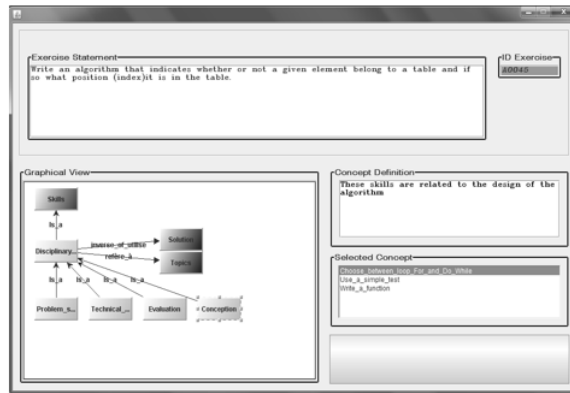 Exercise Statement
Write an algorithm that indicates whether or not a given element belong to a table and if
so what position (index)it is in the table.
ID Exercise
A0045
Graphical View
Skills
Is_a
Disciplinary...
inverse_of_utilise
Solution
refère_à
Topics
Is_a
Is_a
Is_a
Is_a
Problem_s...
Technical_...
Evaluation
Conception
Concept Definition
These skills are related to the design of the
algorithm
Selected Concept
Choose_between_loop_For_and_Do_While
Use_a_simple_test
Write_a_function